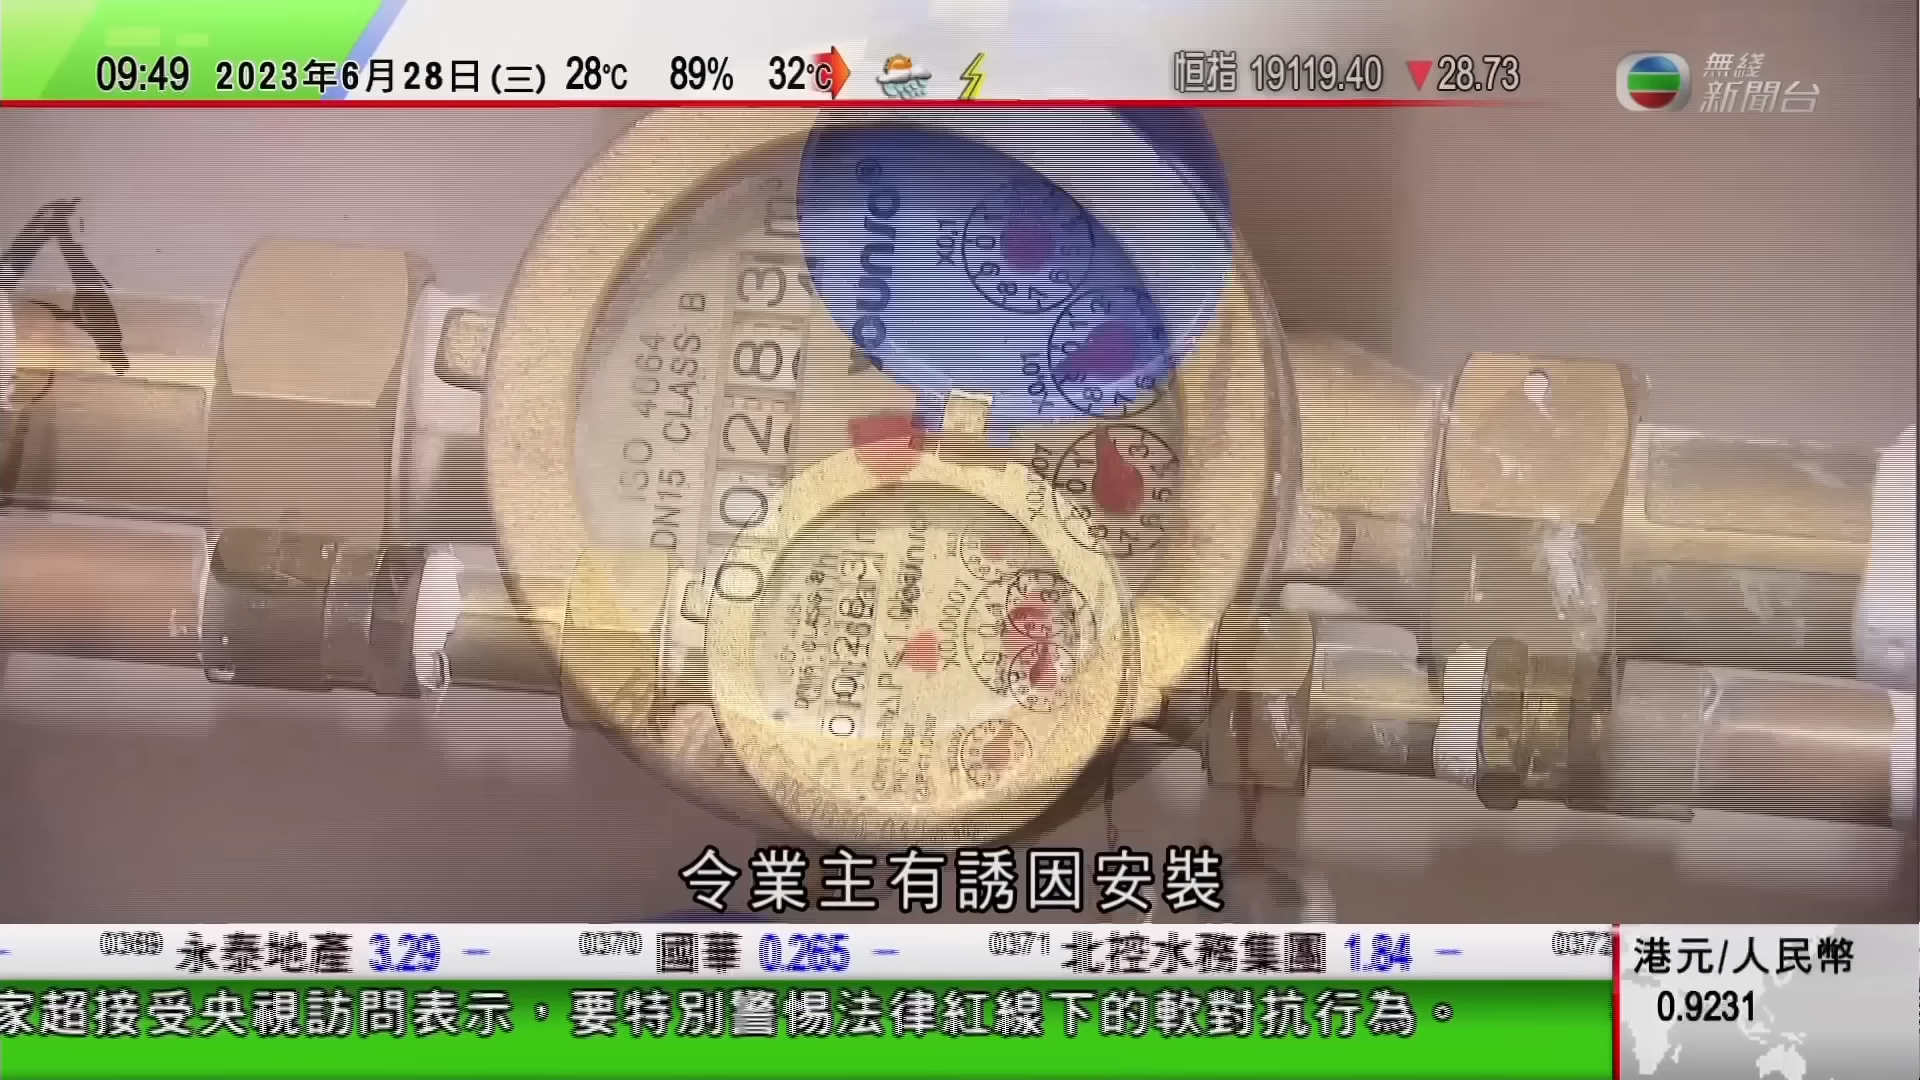 09:49 2023年6月28日(三) 28°C 89% 32°C 恒指 19119.40 ▼28.73
無綫
新聞台
younro®
X0.1
X0.01
ISO 4064
DN15 CLASS B
令業主有誘因安裝
0369 永泰地產 3.29 － 0370 國華 0.265 － 0371 北控水務集團 1.84 － 0372
港元/人民幣
0.9231
家超接受央視訪問表示，要特別警惕法律紅線下的軟對抗行為。